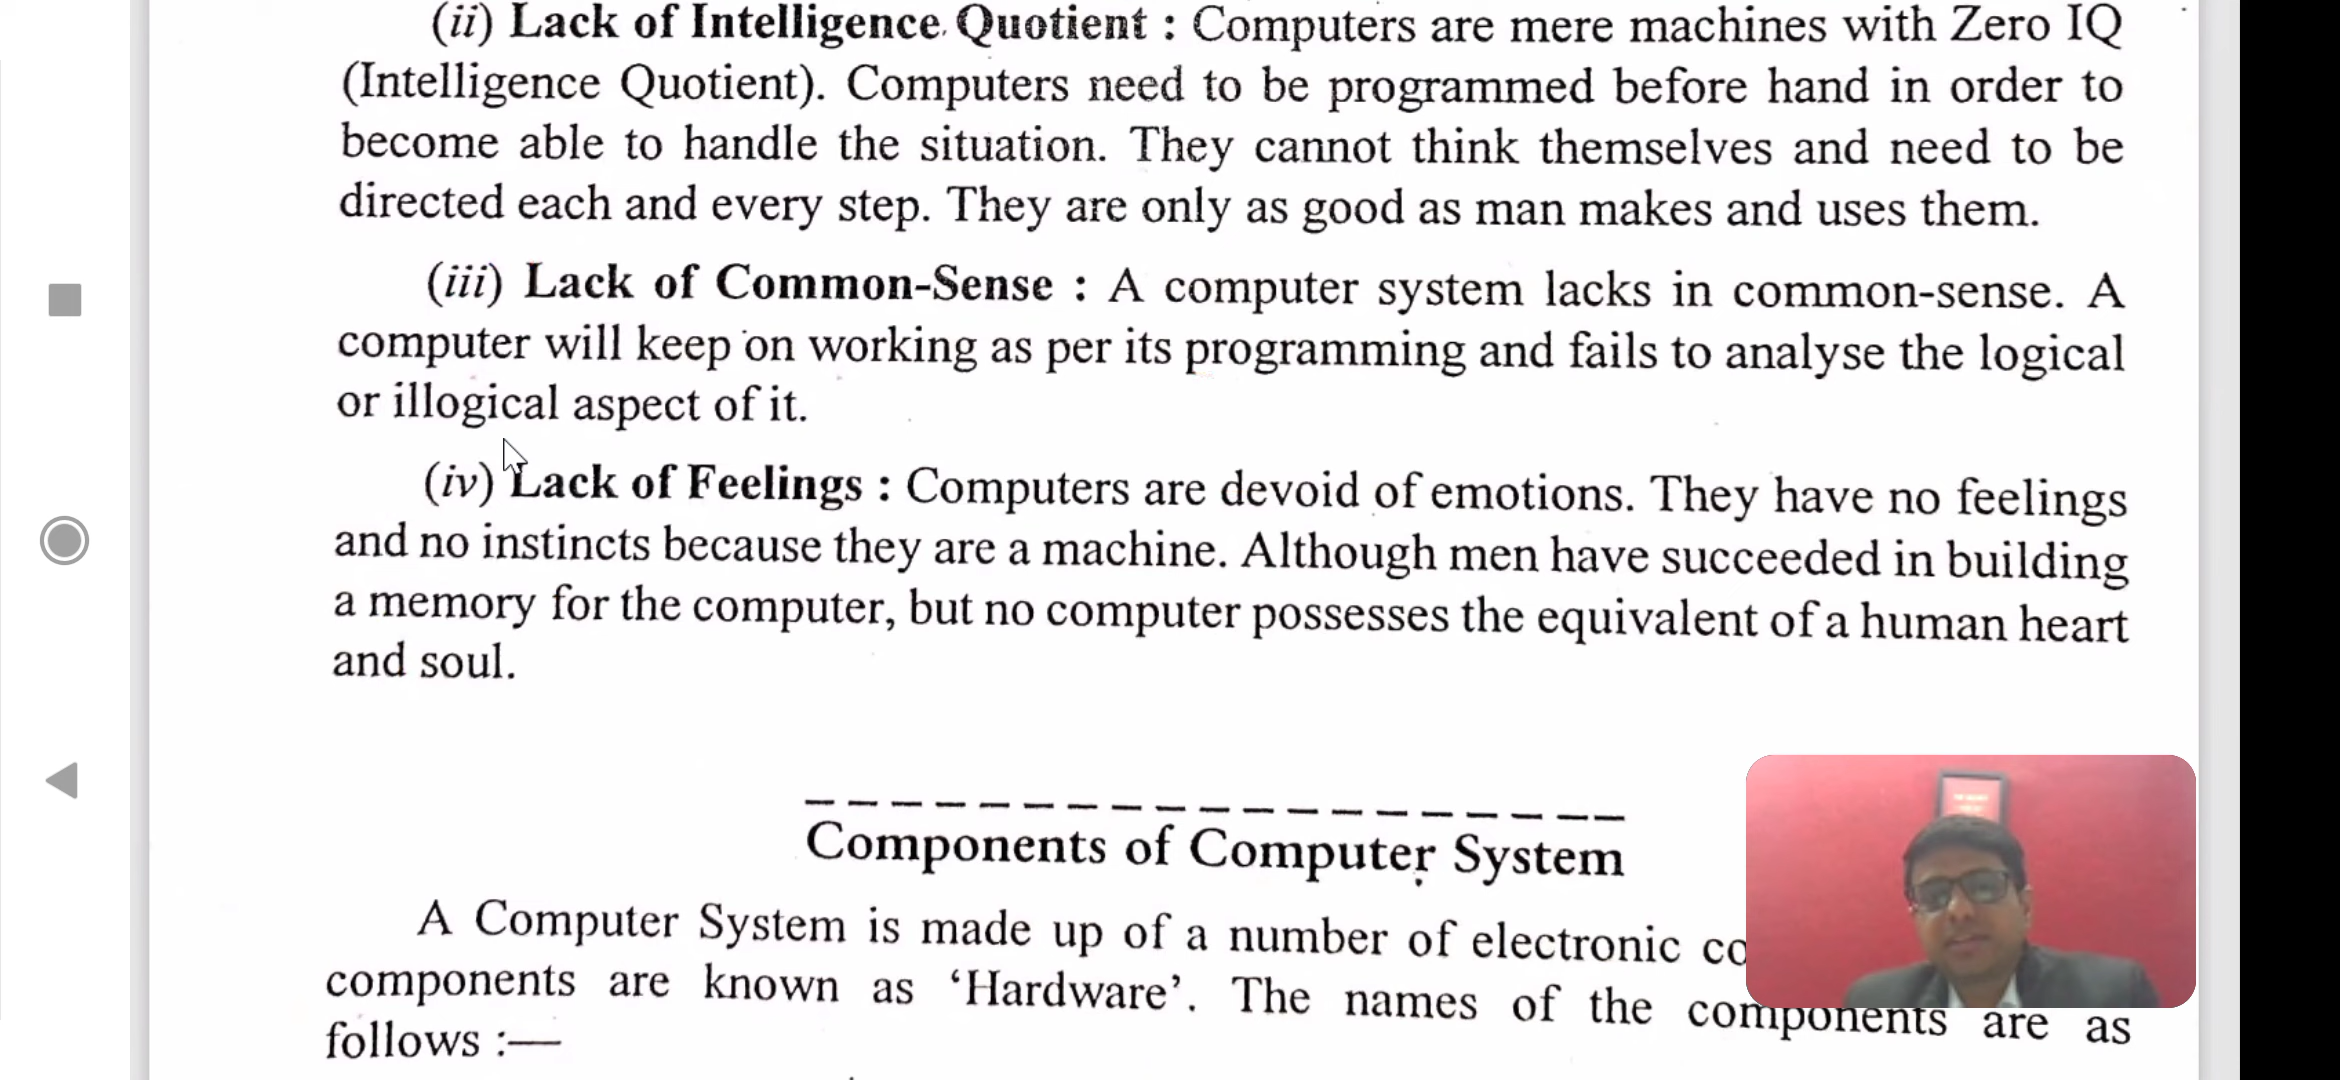 (ii) Lack of Intelligence Quotient : Computers are mere machines with Zero IQ
(Intelligence Quotient). Computers need to be programmed before hand in order to
become able to handle the situation. They cannot think themselves and need to be
directed each and every step. They are only as good as man makes and uses them.
(iii) Lack of Common-Sense : A computer system lacks in common-sense. A
computer will keep on working as per its programming and fails to analyse the logical
or illogical aspect of it.
(iv) Lack of Feelings : Computers are devoid of emotions. They have no feelings
and no instincts because they are a machine. Although men have succeeded in building
a memory for the computer, but no computer possesses the equivalent of a human heart
and soul.
Components of Computer System
A Computer System is made up of a number of electronic co
components are known as ‘Hardware’. The names of the components are as
follows :—